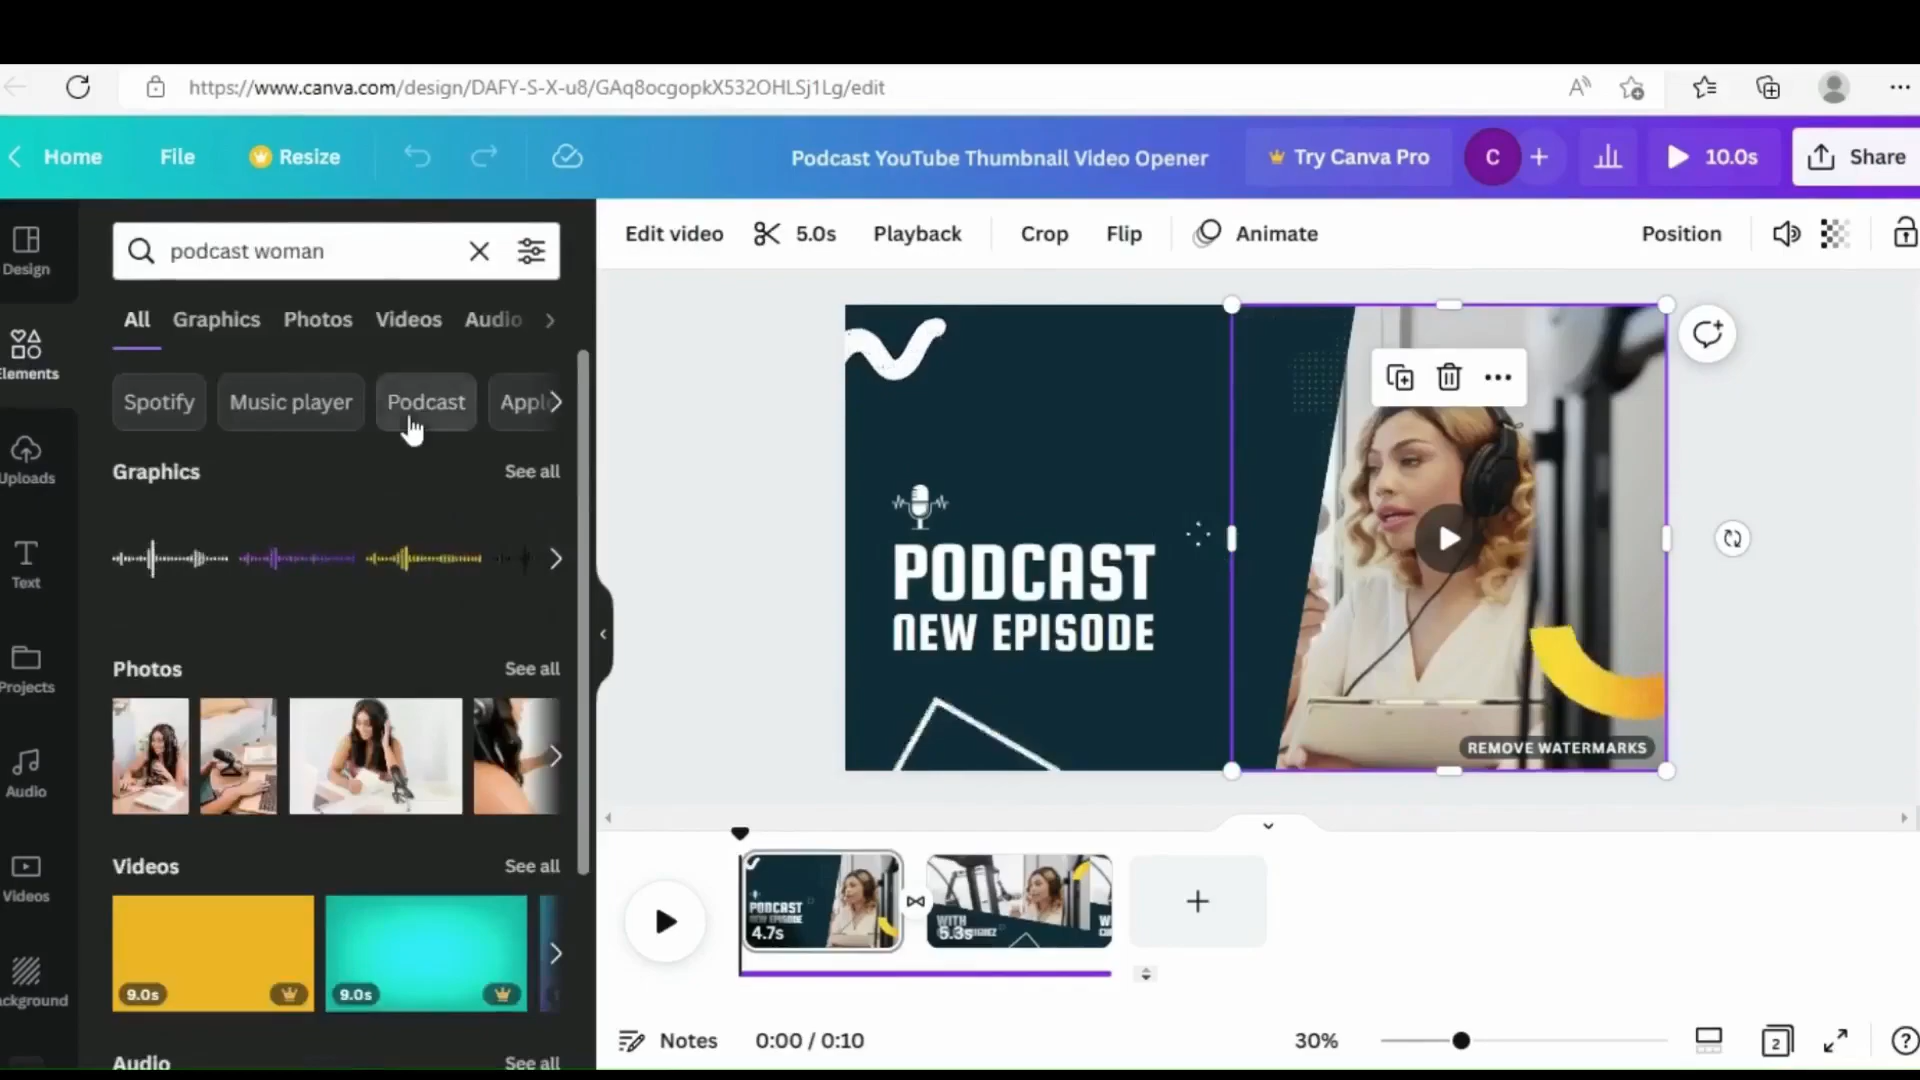 https://www.canva.com/design/DAFY-S-X-u8/GAq8ocgopkX532OHLSj1Lg/edit
Home File Resize Podcast YouTube Thumbnail Video Opener Try Canva Pro C + 10.0s Share
Design
Elements
Uploads
Text
Projects
Audio
Videos
ackground
podcast woman
All Graphics Photos Videos Audio
Spotify Music player Podcast Apple
Graphics See all
Photos See all
Videos See all
9.0s 9.0s
Audio See all
Edit video 5.0s Playback Crop Flip Animate Position
PODCAST
NEW EPISODE
REMOVE WATERMARKS
PODCAST
NEW EPISODE
4.7s
WITH
5.3s
Notes 0:00 / 0:10 30% 2